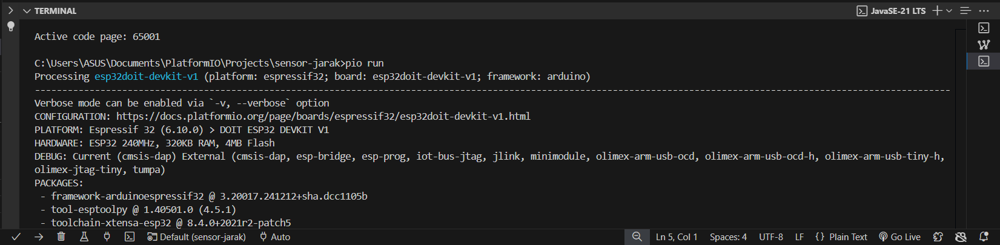 TERMINAL
JavaSE-21 LTS
Active code page: 65001
C:\Users\ASUS\Documents\PlatformIO\Projects\sensor-jarak>pio run
Processing esp32doit-devkit-v1 (platform: espressif32; board: esp32doit-devkit-v1; framework: arduino)
Verbose mode can be enabled via `-v, --verbose` option
CONFIGURATION: https://docs.platformio.org/page/boards/espressif32/esp32doit-devkit-v1.html
PLATFORM: Espressif 32 (6.10.0) > DOIT ESP32 DEVKIT V1
HARDWARE: ESP32 240MHz, 320KB RAM, 4MB Flash
DEBUG: Current (cmsis-dap) External (cmsis-dap, esp-bridge, esp-prog, iot-bus-jtag, jlink, minimodule, olimex-arm-usb-ocd, olimex-arm-usb-ocd-h, olimex-arm-usb-tiny-h,
olimex-jtag-tiny, tumpa)
PACKAGES:
- framework-arduinoespressif32 @ 3.20017.241212+sha.dcc1105b
- tool-esptoolpy @ 1.40501.0 (4.5.1)
- toolchain-xtensa-esp32 @ 8.4.0+2021r2-patch5
Default (sensor-jarak) Auto Ln 5, Col 1 Spaces: 4 UTF-8 LF {} Plain Text Go Live